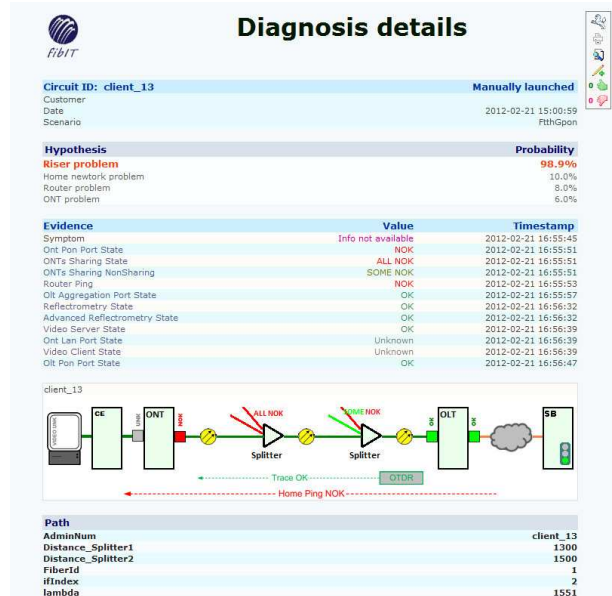 Diagnosis details
fibIT
Circuit ID: client_13 Manually launched
Customer
Date 2012-02-21 15:00:59
Scenario FtthGpon
Hypothesis Probability
Riser problem 98.9%
Home newtork problem 10.0%
Router problem 8.0%
ONT problem 6.0%
Evidence Value Timestamp
Symptom Info not available 2012-02-21 16:55:45
Ont Pon Port State NOK 2012-02-21 16:55:51
ONTs Sharing State ALL NOK 2012-02-21 16:55:51
ONTs Sharing NonSharing SOME NOK 2012-02-21 16:55:51
Router Ping NOK 2012-02-21 16:55:53
Olt Aggregation Port State OK 2012-02-21 16:55:57
Reflectrometry State OK 2012-02-21 16:56:32
Advanced Reflectrometry State OK 2012-02-21 16:56:32
Video Server State OK 2012-02-21 16:56:39
Ont Lan Port State Unknown 2012-02-21 16:56:39
Video Client State Unknown 2012-02-21 16:56:39
Olt Pon Port State OK 2012-02-21 16:56:47
client_13
CE UNK ONT NOK ALL NOK SOME NOK OK OLT OK SB
Splitter Splitter
Trace OK OTDR
Home Ping NOK
Path
AdminNum client_13
Distance_Splitter1 1300
Distance_Splitter2 1500
FiberId 1
ifIndex 2
lambda 1551
0
0